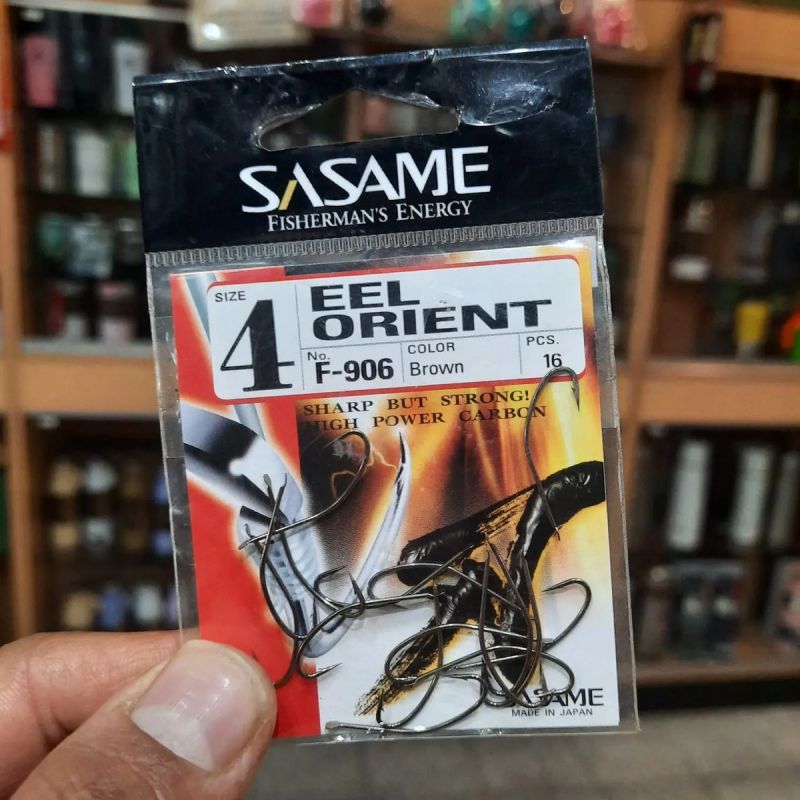 SASAME
FISHERMAN'S ENERGY
SIZE
4
EEL
ORIENT
No.
F-906
COLOR
Brown
PCS.
16
SHARP BUT STRONG!
HIGH POWER CARBON
SASAME
MADE IN JAPAN